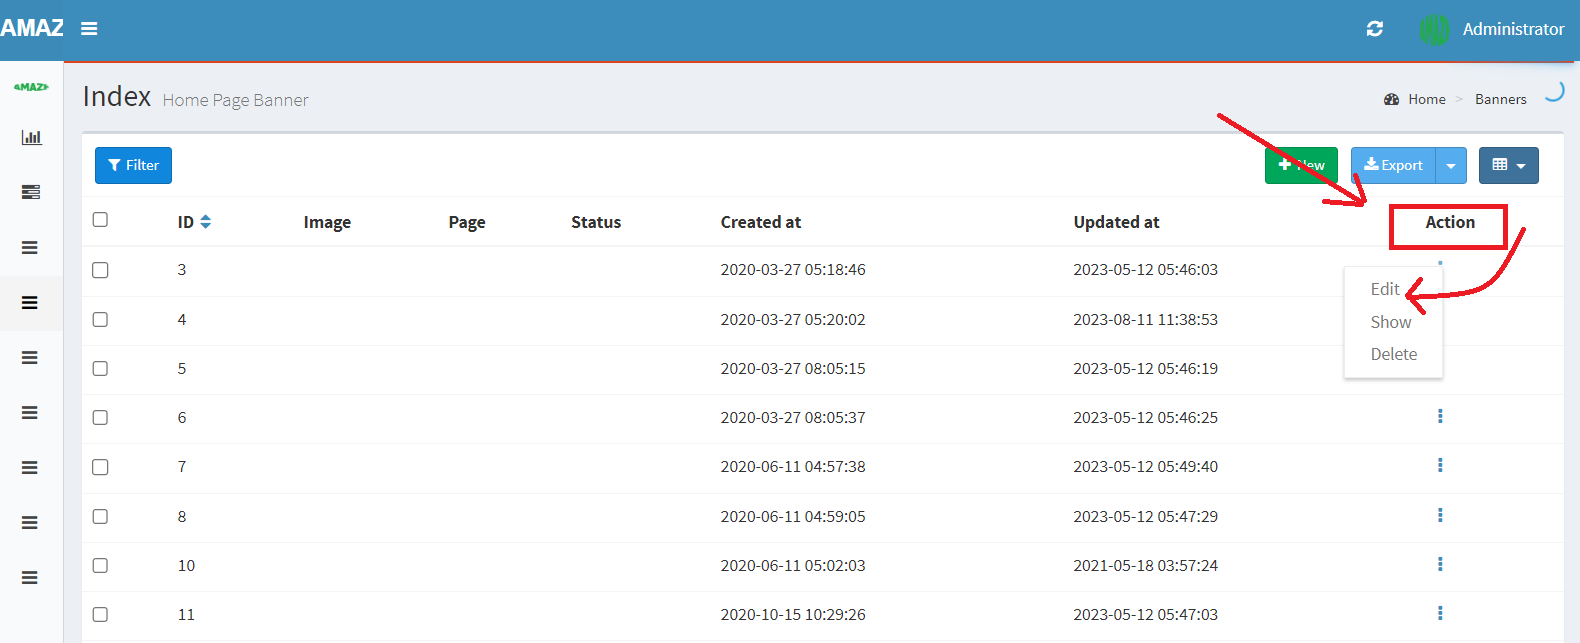 AMAZ Administrator
AMAZ
Index Home Page Banner Home > Banners
Filter New Export
ID Image Page Status Created at Updated at Action
3 2020-03-27 05:18:46 2023-05-12 05:46:03
Edit
4 2020-03-27 05:20:02 2023-08-11 11:38:53
Show
Delete
5 2020-03-27 08:05:15 2023-05-12 05:46:19
6 2020-03-27 08:05:37 2023-05-12 05:46:25
7 2020-06-11 04:57:38 2023-05-12 05:49:40
8 2020-06-11 04:59:05 2023-05-12 05:47:29
10 2020-06-11 05:02:03 2021-05-18 03:57:24
11 2020-10-15 10:29:26 2023-05-12 05:47:03